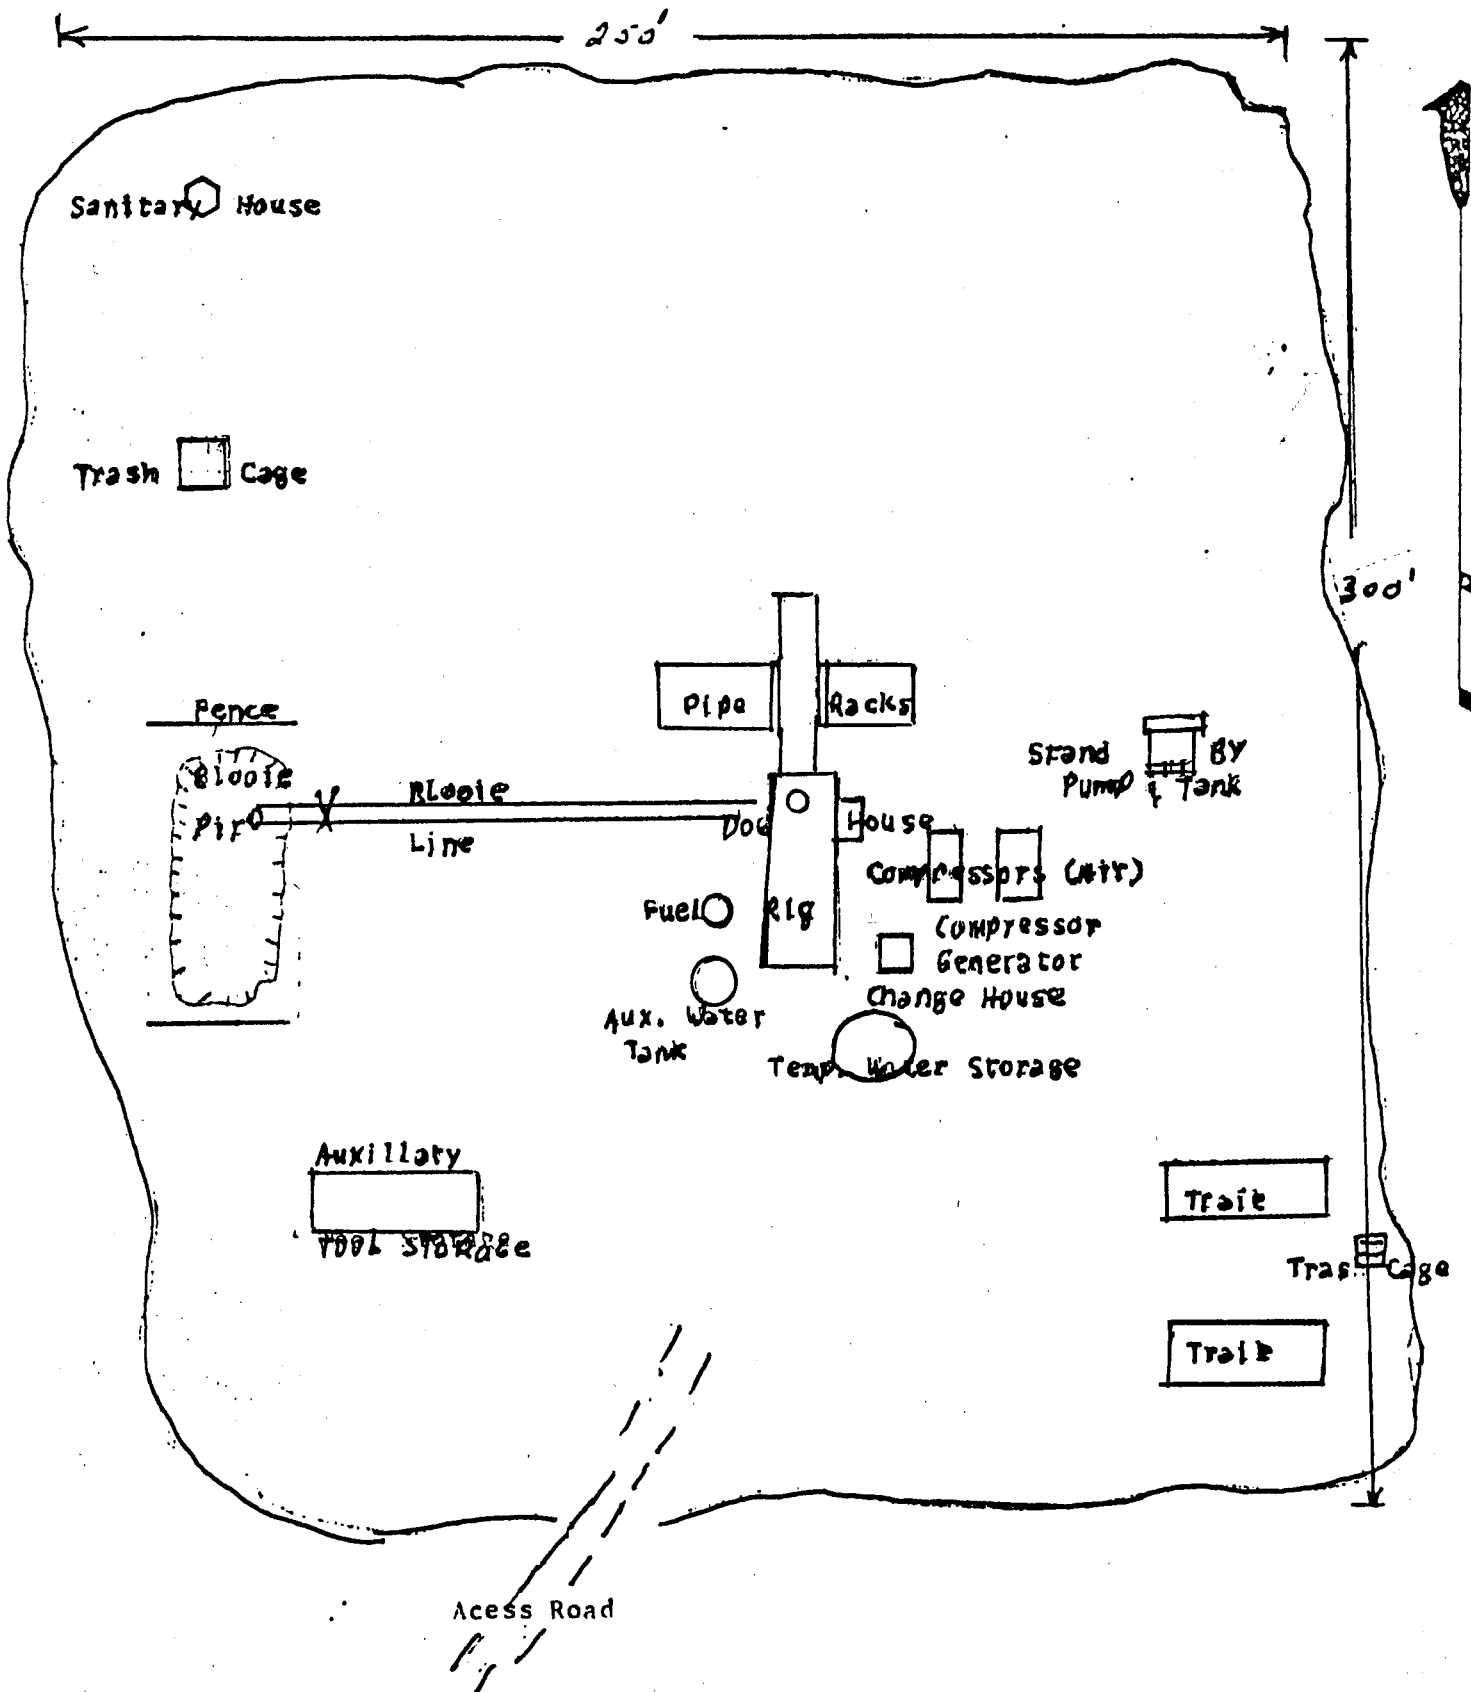 250'
Sanitary House
Trash Cage
300'
Fence
Pipe Racks
Blooie
Pit
Blooie
Line
Stand By
Pump & Tank
Dog House
Compressors (Air)
Fuel
Rig
Compressor
Generator
Change House
Aux. Water
Tank
Temp. Water Storage
Auxillary
Tool Storage
Trail
Tras Cage
Trail
Acess Road